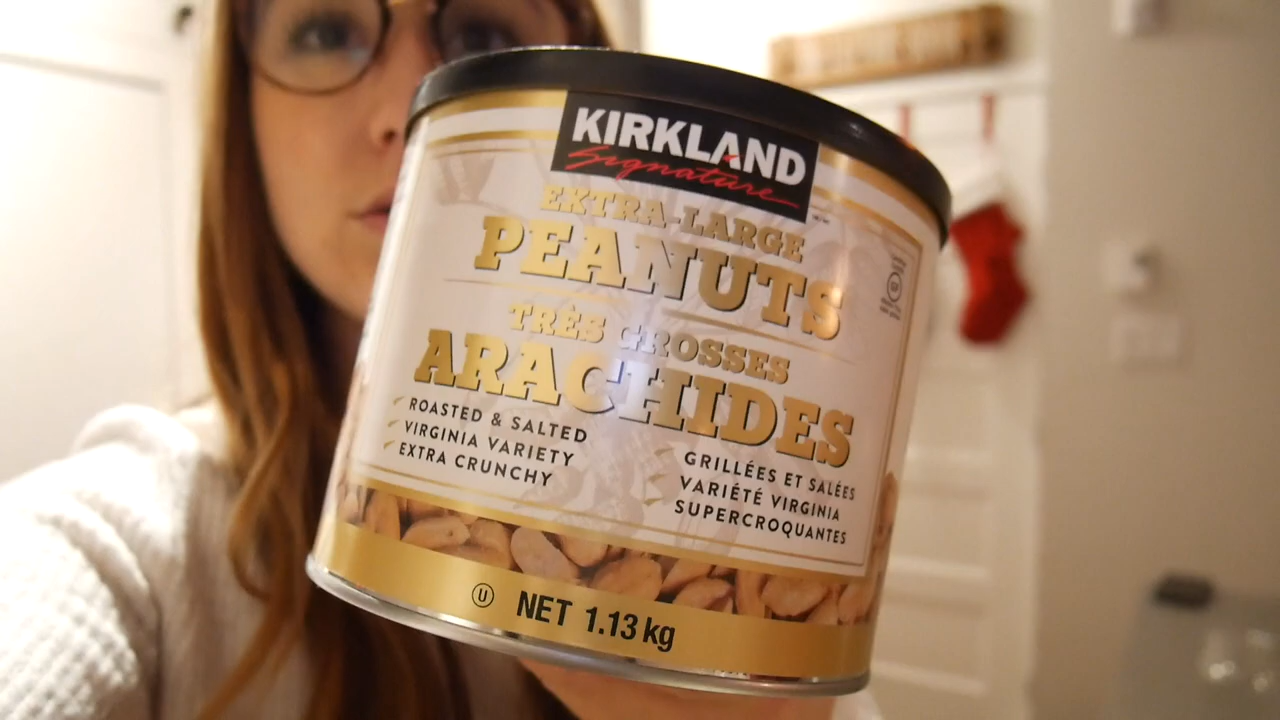 KIRKLAND
Signature
EXTRA-LARGE
PEANUTS
TRÈS GROSSES
ARACHIDES
ROASTED & SALTED
VIRGINIA VARIETY
EXTRA CRUNCHY
GRILLÉES ET SALÉES
VARIÉTÉ VIRGINIA
SUPERCROQUANTES
U
NET 1.13 kg